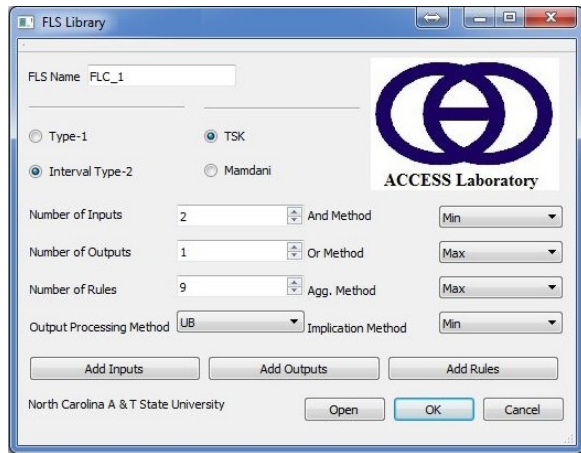 FLS Library
FLS Name FLC_1
Type-1 TSK
Interval Type-2 Mamdani
ACCESS Laboratory
Number of Inputs 2 And Method Min
Number of Outputs 1 Or Method Max
Number of Rules 9 Agg. Method Max
Output Processing Method UB Implication Method Min
Add Inputs Add Outputs Add Rules
North Carolina A & T State University Open OK Cancel